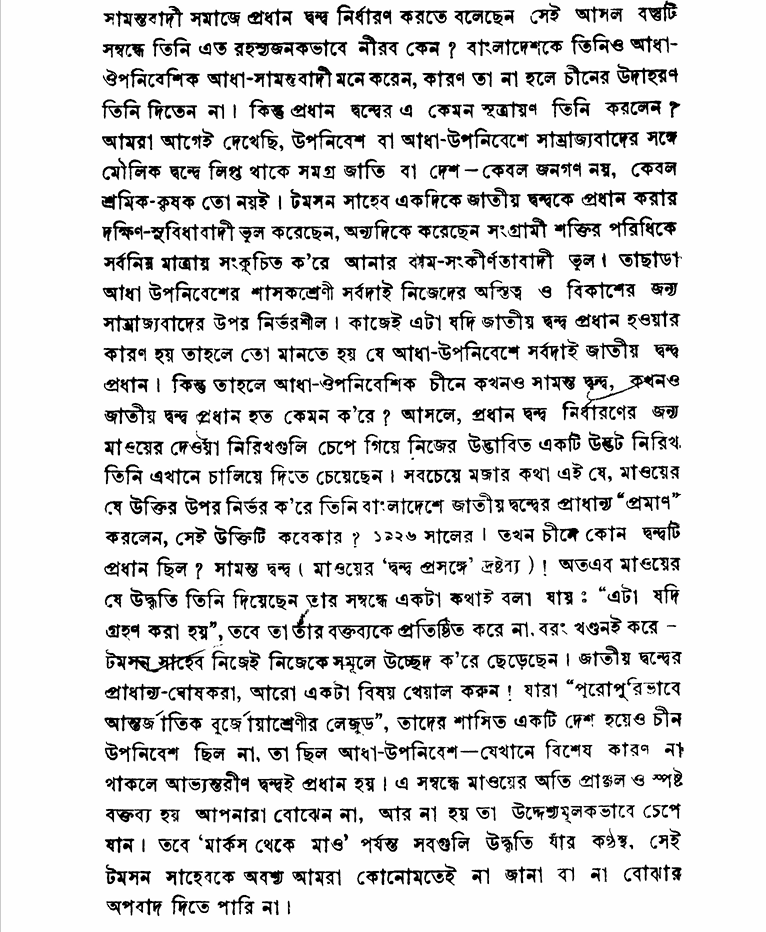 সামন্তবাদী সমাজে প্রধান দ্বন্দ্ব নির্ধারণ করতে বলেছেন সেই আসল বস্তুটি
সম্বন্ধে তিনি এত রহস্যজনকভাবে নীরব কেন ? বাংলাদেশকে তিনিও আধা-
ঔপনিবেশিক আধা-সামন্তবাদী মনে করেন, কারণ তা না হলে চীনের উদাহরণ
তিনি দিতেন না। কিন্তু প্রধান দ্বন্দ্বের এ কেমন সূত্রায়ণ তিনি করলেন ?
আমরা আগেই দেখেছি, উপনিবেশ বা আধা-উপনিবেশে সাম্রাজ্যবাদের সঙ্গে
মৌলিক দ্বন্দ্বে লিপ্ত থাকে সমগ্র জাতি বা দেশ—কেবল জনগণ নয়, কেবল
শ্রমিক-কৃষক তো নয়ই। টমসন সাহেব একদিকে জাতীয় দ্বন্দ্বকে প্রধান করার
দক্ষিণ-সুবিধাবাদী ভুল করেছেন, অন্যদিকে করেছেন সংগ্রামী শক্তির পরিধিকে
সর্বনিম্ন মাত্রায় সংকুচিত ক'রে আনার বাম-সংকীর্ণতাবাদী ভুল। তাছাড়া
আধা উপনিবেশের শাসকশ্রেণী সর্বদাই নিজেদের অস্তিত্ব ও বিকাশের জন্য
সাম্রাজ্যবাদের উপর নির্ভরশীল। কাজেই এটা যদি জাতীয় দ্বন্দ্ব প্রধান হওয়ার
কারণ হয় তাহলে তো মানতে হয় যে আধা-উপনিবেশে সর্বদাই জাতীয় দ্বন্দ্ব
প্রধান। কিন্তু তাহলে আধা-ঔপনিবেশিক চীনে কখনও সামন্ত দ্বন্দ্ব, কখনও
জাতীয় দ্বন্দ্ব প্রধান হত কেমন ক'রে ? আসলে, প্রধান দ্বন্দ্ব নির্ধারণের জন্য
মাওয়ের দেওয়া নিরিখগুলি চেপে গিয়ে নিজের উদ্ভাবিত একটি উদ্ভট নিরিখ
তিনি এখানে চালিয়ে দিতে চেয়েছেন। সবচেয়ে মজার কথা এই যে, মাওয়ের
যে উক্তির উপর নির্ভর ক'রে তিনি বাংলাদেশে জাতীয় দ্বন্দ্বের প্রাধান্য “প্রমাণ”
করলেন, সেই উক্তিটি কবেকার ? ১৯২৬ সালের। তখন চীনে কোন দ্বন্দ্বটি
প্রধান ছিল ? সামন্ত দ্বন্দ্ব ( মাওয়ের ‘দ্বন্দ্ব প্রসঙ্গে’ দ্রষ্টব্য ) ! অতএব মাওয়ের
যে উদ্ধৃতি তিনি দিয়েছেন তার সম্বন্ধে একটা কথাই বলা যায় : “এটা যদি
গ্রহণ করা হয়”, তবে তা তাঁর বক্তব্যকে প্রতিষ্ঠিত করে না, বরং খণ্ডনই করে –
টমসন সাহেব নিজেই নিজেকে সমূলে উচ্ছেদ ক'রে ছেড়েছেন। জাতীয় দ্বন্দ্বের
প্রাধান্য-ঘোষকরা, আরো একটা বিষয় খেয়াল করুন ! যারা “পুরোপুরিভাবে
আন্তর্জাতিক বুর্জোয়াশ্রেণীর লেজুড়”, তাদের শাসিত একটি দেশ হয়েও চীন
উপনিবেশ ছিল না, তা ছিল আধা-উপনিবেশ—যেখানে বিশেষ কারণ না
থাকলে আভ্যন্তরীণ দ্বন্দ্বই প্রধান হয়। এ সম্বন্ধে মাওয়ের অতি প্রাঞ্জল ও স্পষ্ট
বক্তব্য হয় আপনারা বোঝেন না, আর না হয় তা উদ্দেশ্যমূলকভাবে চেপে
যান। তবে ‘মার্কস থেকে মাও’ পর্যন্ত সবগুলি উদ্ধৃতি যাঁর কণ্ঠস্থ, সেই
টমসন সাহেবকে অবশ্য আমরা কোনোমতেই না জানা বা না বোঝার
অপবাদ দিতে পারি না।